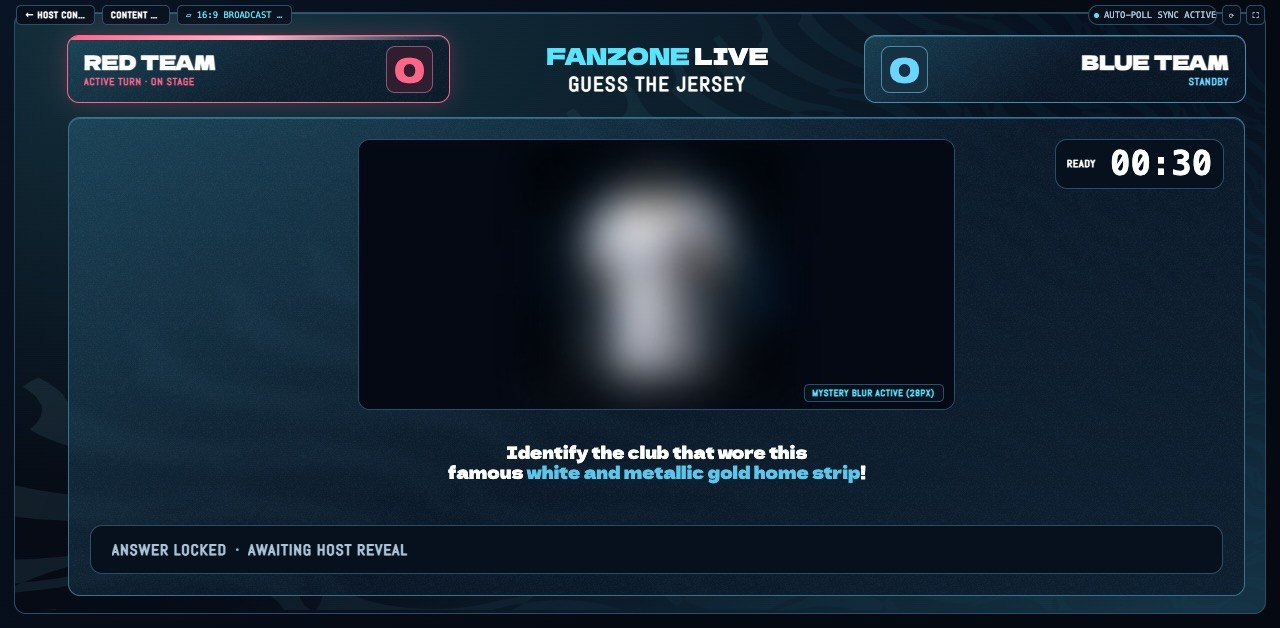 ← HOST CON…
CONTENT …
▱ 16:9 BROADCAST …
● AUTO-POLL SYNC ACTIVE
⟳
⛶
RED TEAM
ACTIVE TURN · ON STAGE
0
FANZONE LIVE
GUESS THE JERSEY
0
BLUE TEAM
STANDBY
READY 00:30
MYSTERY BLUR ACTIVE (28PX)
Identify the club that wore this
famous white and metallic gold home strip!
ANSWER LOCKED · AWAITING HOST REVEAL